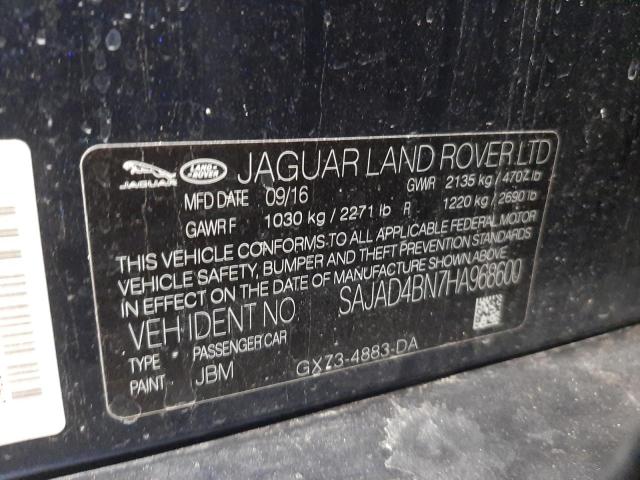 JAGUAR
LAND ROVER
JAGUAR LAND ROVER LTD
MFD DATE 09/16 GVWR 2135 kg / 4707 lb
GAWR F 1030 kg / 2271 lb R 1220 kg / 2690 lb
THIS VEHICLE CONFORMS TO ALL APPLICABLE FEDERAL MOTOR
VEHICLE SAFETY, BUMPER AND THEFT PREVENTION STANDARDS
IN EFFECT ON THE DATE OF MANUFACTURE SHOWN ABOVE.
VEH IDENT NO. SAJAD4BN7HA968600
TYPE PASSENGER CAR
PAINT JBM GX73-4883-DA